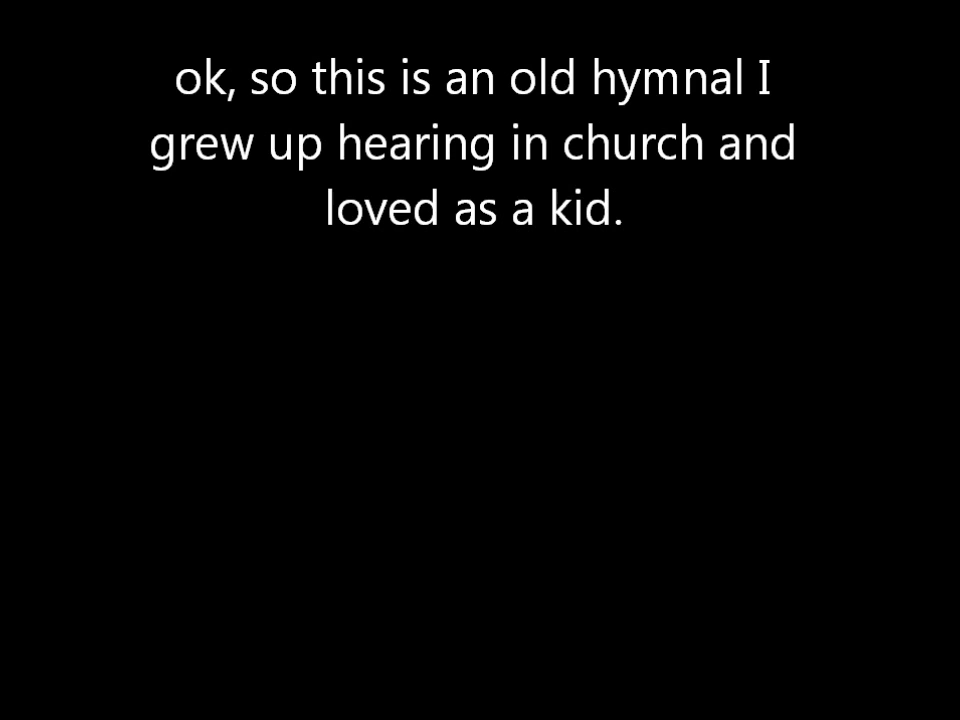 ok, so this is an old hymnal I
grew up hearing in church and
loved as a kid.